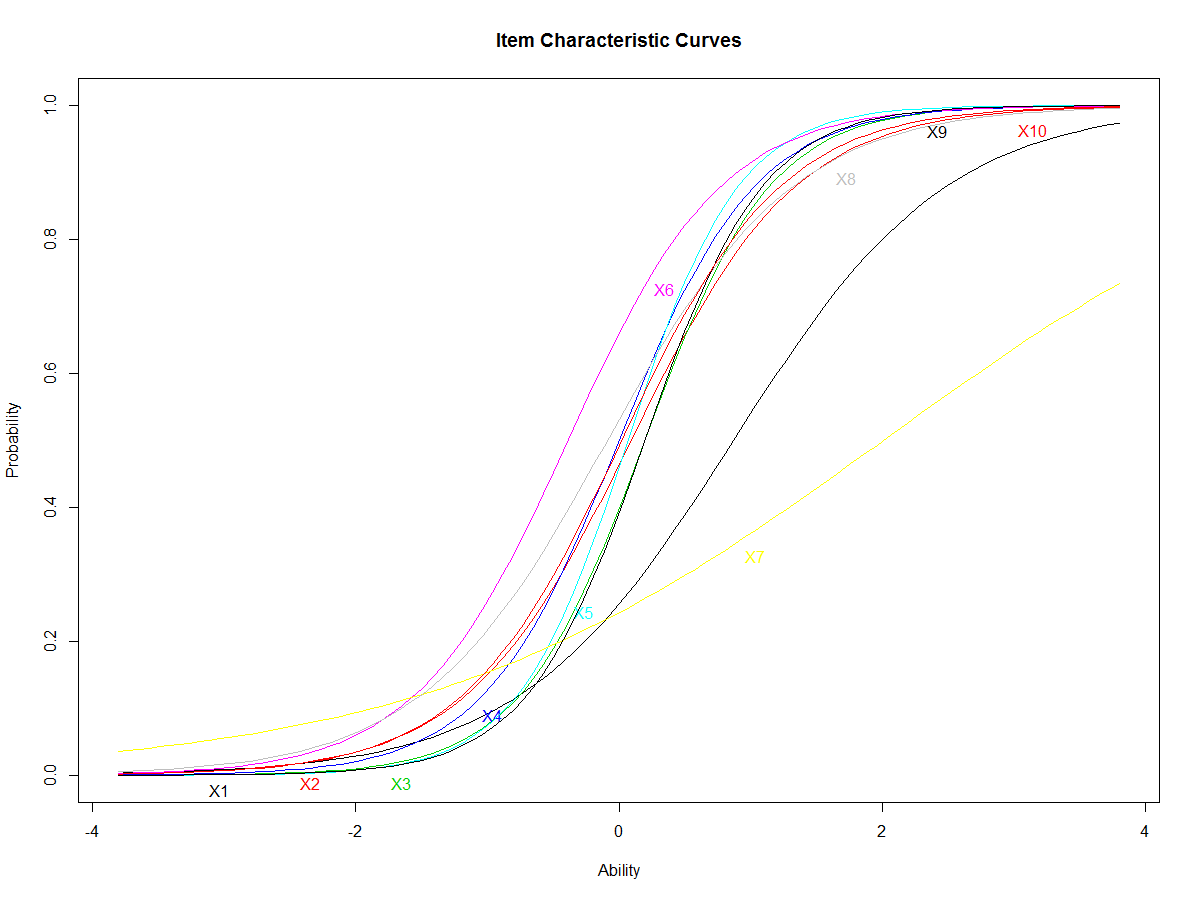 Item Characteristic Curves
1.0
0.8
0.6
0.4
0.2
0.0
Probability
X1
X2
X3
X4
X5
X6
X7
X8
X9
X10
-4
-2
0
2
4
Ability